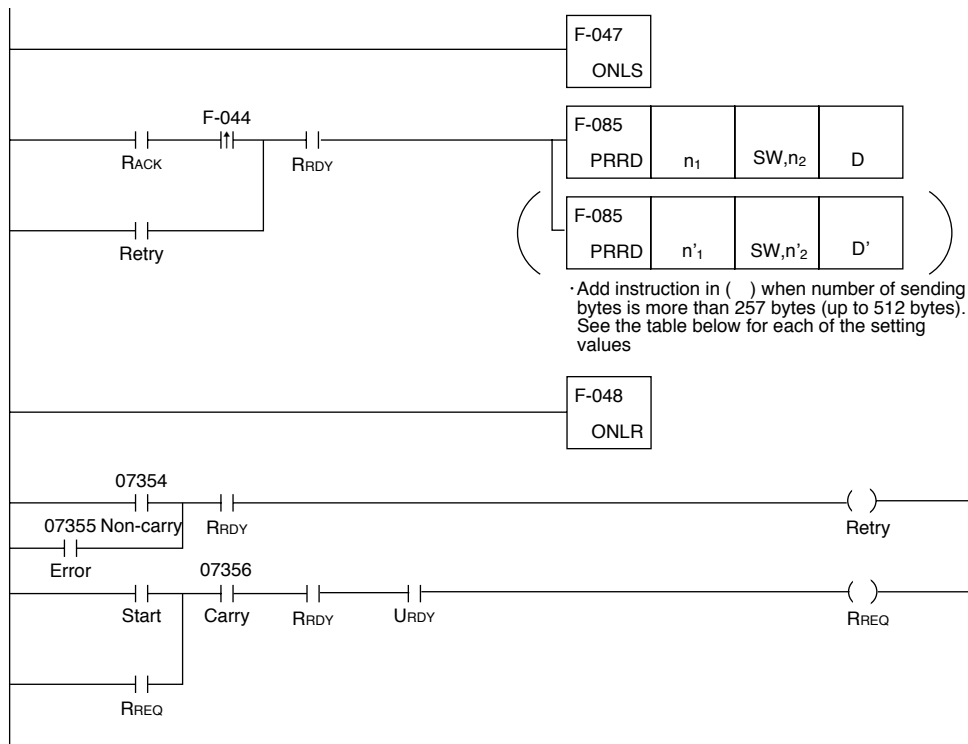 F-047
ONLS
F-044
RACK
RRDY
F-085
PRRD n1 SW,n2 D
Retry
F-085
PRRD n'1 SW,n'2 D'
·Add instruction in ( ) when number of sending
bytes is more than 257 bytes (up to 512 bytes).
See the table below for each of the setting
values
F-048
ONLR
07354
07355 Non-carry RRDY Retry
Error 07356
Start Carry RRDY URDY RREQ
RREQ